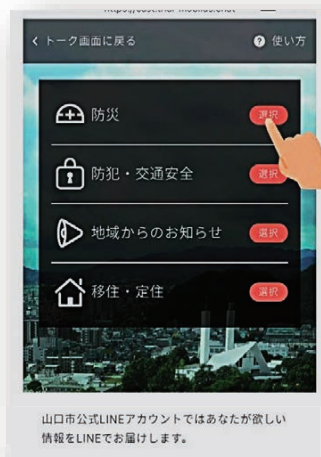 く トーク画面に戻る
? 使い方
防災 選択
防犯・交通安全 選択
地域からのお知らせ 選択
移住・定住 選択
山口市公式LINEアカウントではあなたが欲しい
情報をLINEでお届けします。